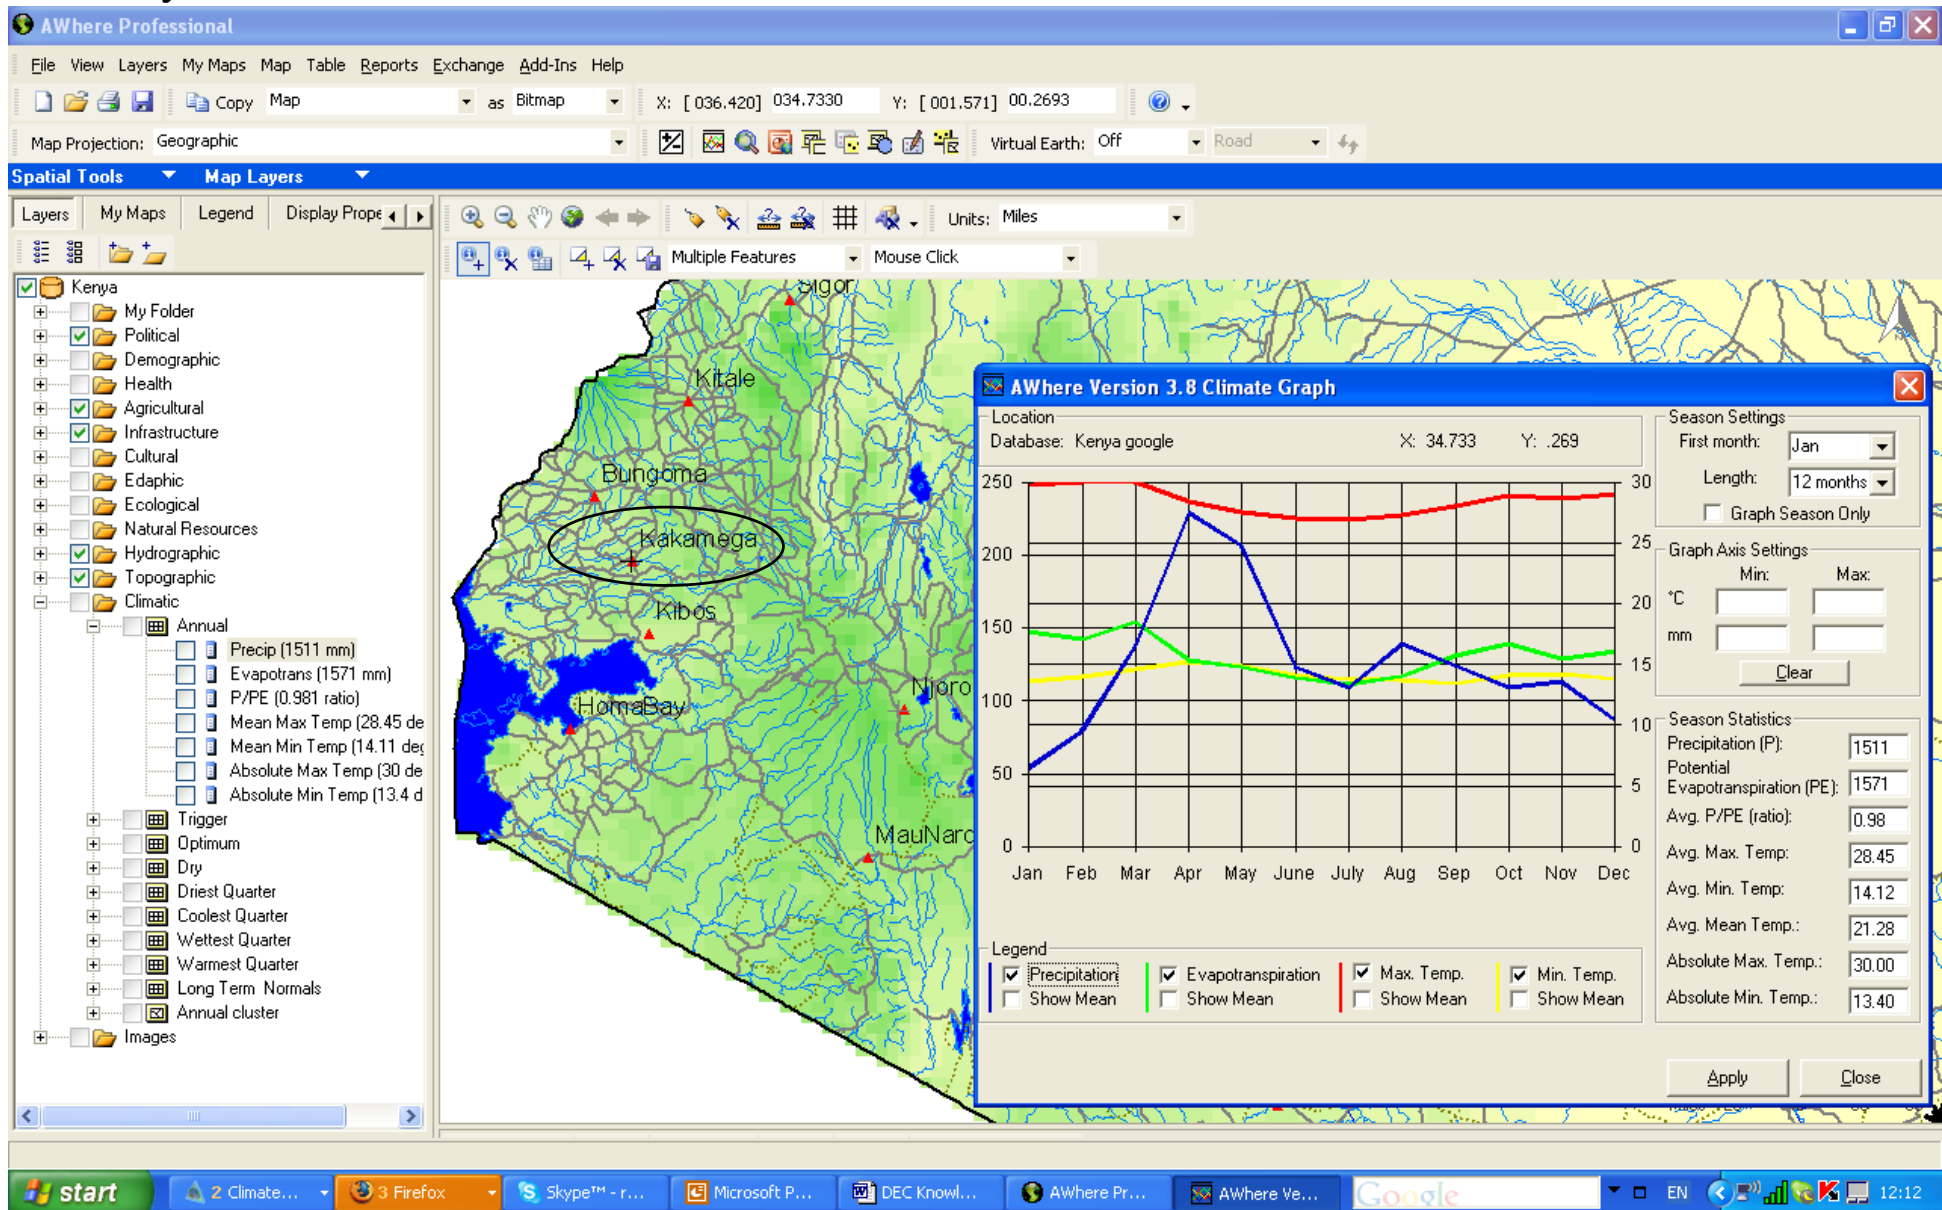 AWhere Professional
File View Layers My Maps Map Table Reports Exchange Add-Ins Help
Copy Map as Bitmap X: [ 036.420] 034.7330 Y: [ 001.571] 00.2693
Map Projection: Geographic Virtual Earth: Off Road
Spatial Tools Map Layers
Layers My Maps Legend Display Prope
Units: Miles
Multiple Features Mouse Click
Kenya
My Folder
Political
Demographic
Health
Agricultural
Infrastructure
Cultural
Edaphic
Ecological
Natural Resources
Hydrographic
Topographic
Climatic
Annual
Precip (1511 mm)
Evapotrans (1571 mm)
P/PE (0.981 ratio)
Mean Max Temp (28.45 de
Mean Min Temp (14.11 deg
Absolute Max Temp (30 de
Absolute Min Temp (13.4 d
Trigger
Optimum
Dry
Driest Quarter
Coolest Quarter
Wettest Quarter
Warmest Quarter
Long Term Normals
Annual cluster
Images
Sigor
Kitale
Bungoma
Kakamega
Kibos
HomaBay
Njoro
MauNarc
N
AWhere Version 3.8 Climate Graph
Location
Database: Kenya google X: 34.733 Y: .269
250
200
150
100
50
0
30
25
20
15
10
5
0
Jan Feb Mar Apr May June July Aug Sep Oct Nov Dec
Legend
Precipitation Evapotranspiration Max. Temp. Min. Temp.
Show Mean Show Mean Show Mean Show Mean
Season Settings
First month: Jan
Length: 12 months
Graph Season Only
Graph Axis Settings
Min: Max:
°C
mm
Clear
Season Statistics
Precipitation (P): 1511
Potential
Evapotranspiration (PE): 1571
Avg. P/PE (ratio): 0.98
Avg. Max. Temp: 28.45
Avg. Min. Temp: 14.12
Avg. Mean Temp.: 21.28
Absolute Max. Temp.: 30.00
Absolute Min. Temp.: 13.40
Apply Close
start 2 Climate... 3 Firefox Skype™ - r... Microsoft P... DEC Knowl... AWhere Pr... AWhere Ve... Google EN 12:12